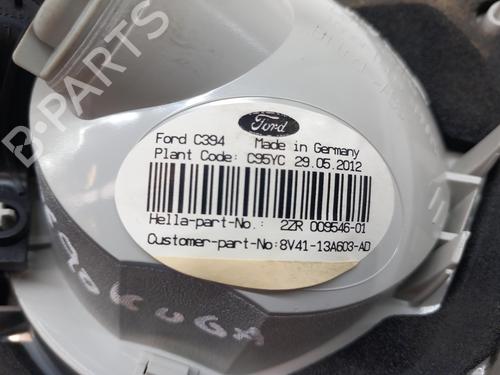 Ford
Ford C394 Made in Germany
Plant Code: C95YC 29.05.2012
Hella-part-No.: 2ZR 009546-01
Customer-part-No:8V41-13A603-AD
KUGA
B-PARTS